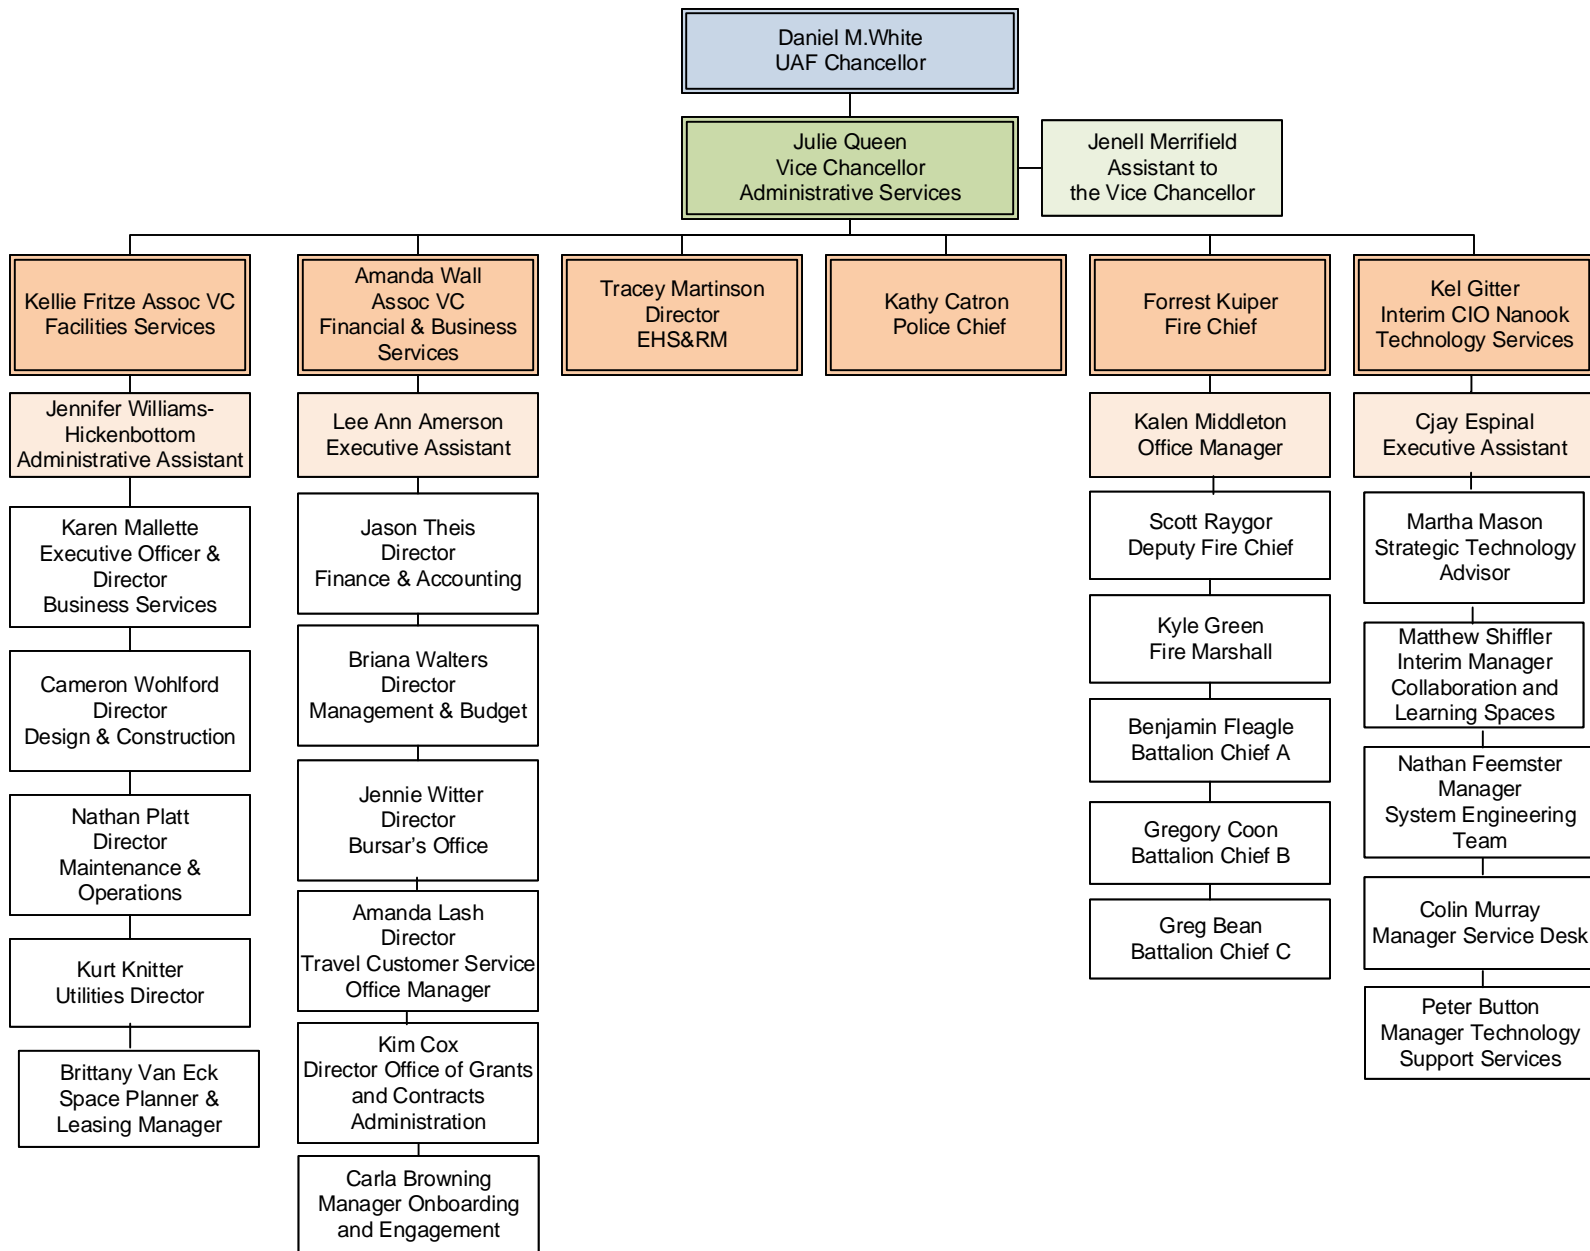 Daniel M.White
UAF Chancellor
Julie Queen
Vice Chancellor
Administrative Services
Jenell Merrifield
Assistant to
the Vice Chancellor
Kellie Fritze Assoc VC
Facilities Services
Amanda Wall
Assoc VC
Financial & Business
Services
Tracey Martinson
Director
EHS&RM
Kathy Catron
Police Chief
Forrest Kuiper
Fire Chief
Kel Gitter
Interim CIO Nanook
Technology Services
Jennifer Williams-
Hickenbottom
Administrative Assistant
Lee Ann Amerson
Executive Assistant
Kalen Middleton
Office Manager
Cjay Espinal
Executive Assistant
Karen Mallette
Executive Officer &
Director
Business Services
Cameron Wohlford
Director
Design & Construction
Nathan Platt
Director
Maintenance &
Operations
Kurt Knitter
Utilities Director
Brittany Van Eck
Space Planner &
Leasing Manager
Jason Theis
Director
Finance & Accounting
Briana Walters
Director
Management & Budget
Jennie Witter
Director
Bursar’s Office
Amanda Lash
Director
Travel Customer Service
Office Manager
Kim Cox
Director Office of Grants
and Contracts
Administration
Carla Browning
Manager Onboarding
and Engagement
Scott Raygor
Deputy Fire Chief
Kyle Green
Fire Marshall
Benjamin Fleagle
Battalion Chief A
Gregory Coon
Battalion Chief B
Greg Bean
Battalion Chief C
Martha Mason
Strategic Technology
Advisor
Matthew Shiffler
Interim Manager
Collaboration and
Learning Spaces
Nathan Feemster
Manager
System Engineering
Team
Colin Murray
Manager Service Desk
Peter Button
Manager Technology
Support Services